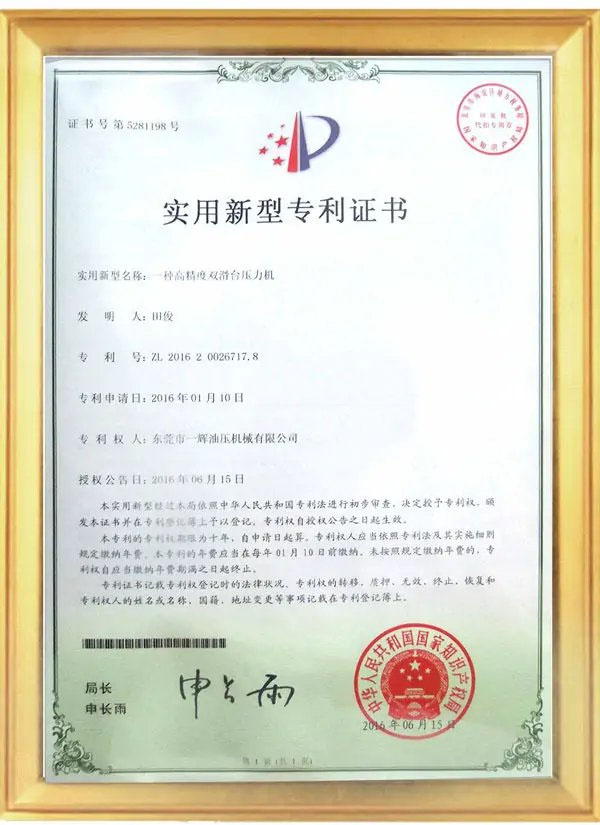 证书号第5281198号
实用新型专利证书
实用新型名称：一种高精度双滑台压力机
发明人：田俊
专利号：ZL 2016 2 0026717.8
专利申请日：2016年01月10日
专利权人：东莞市一辉油压机械有限公司
授权公告日：2016年06月15日
本实用新型经过本局依照中华人民共和国专利法进行初步审查，决定授予专利权，颁
发本证书并在专利登记簿上予以登记。专利权自授权公告之日起生效。
本专利的专利权期限为十年，自申请日起算。专利权人应当依照专利法及其实施细则
规定缴纳年费。本专利的年费应当在每年01月10日前缴纳。未按照规定缴纳年费的，专
利权自应当缴纳年费期满之日起终止。
专利证书记载专利权登记时的法律状况。专利权的转移、质押、无效、终止、恢复和
专利权人的姓名或名称、国籍、地址变更等事项记载在专利登记簿上。
局长
申长雨
申长雨
中华人民共和国国家知识产权局
2016年06月15日
第1页(共1页)